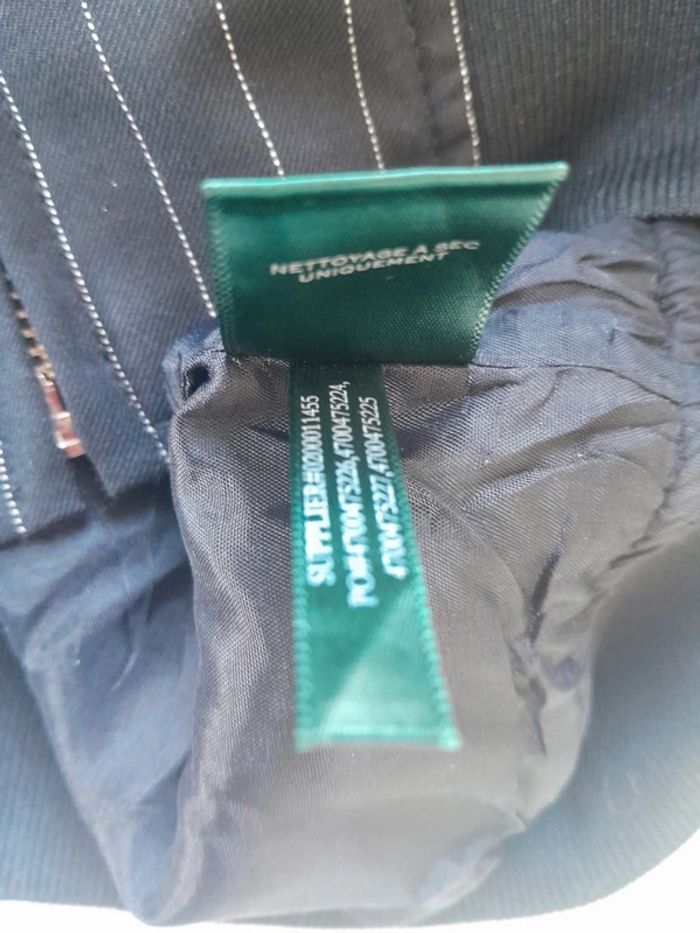 NETTOYAGE A SEC
UNIQUEMENT
SUPPLIER#0200011455
PO#4700475226,4700475224,
4700475227,4700475225